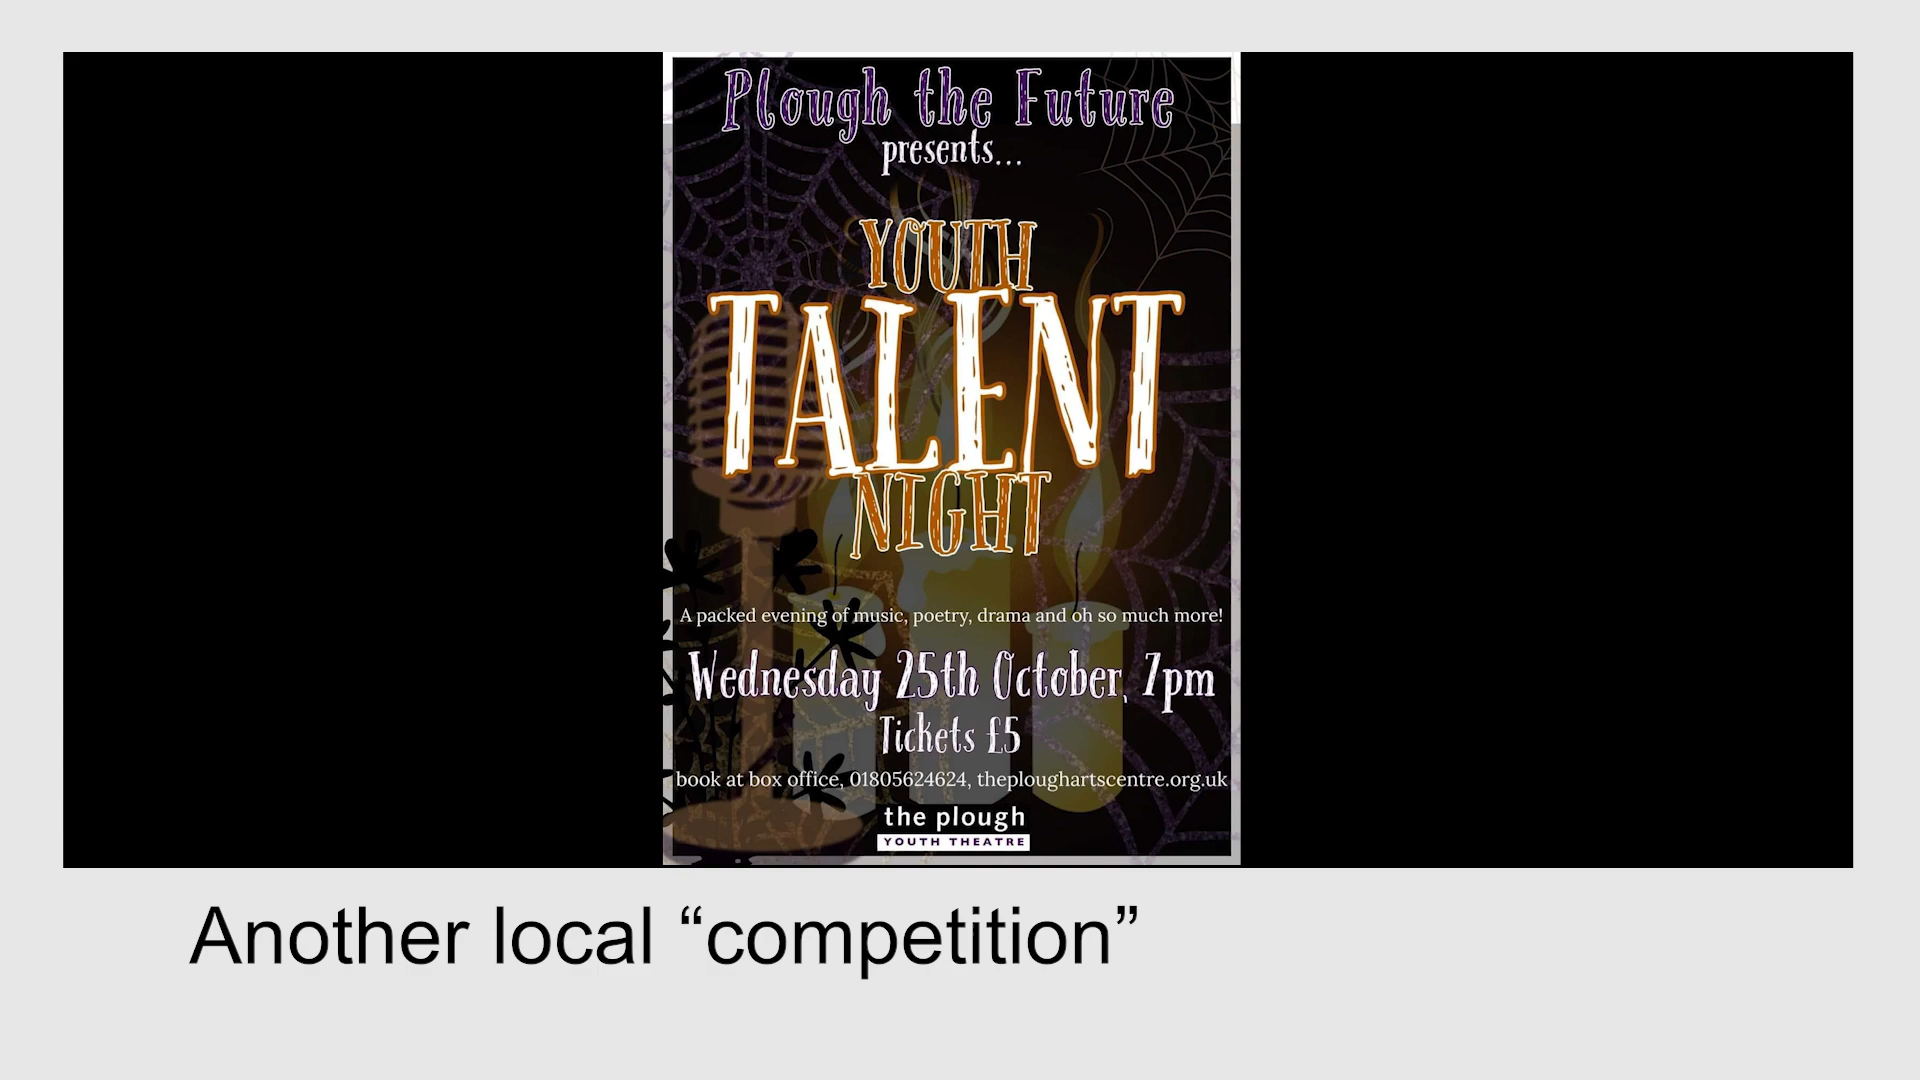 Plough the Future
presents...
YOUTH
TALENT
NIGHT
A packed evening of music, poetry, drama and oh so much more!
Wednesday 25th October, 7pm
Tickets £5
book at box office, 01805624624, theploughartscentre.org.uk
the plough
YOUTH THEATRE
Another local “competition”